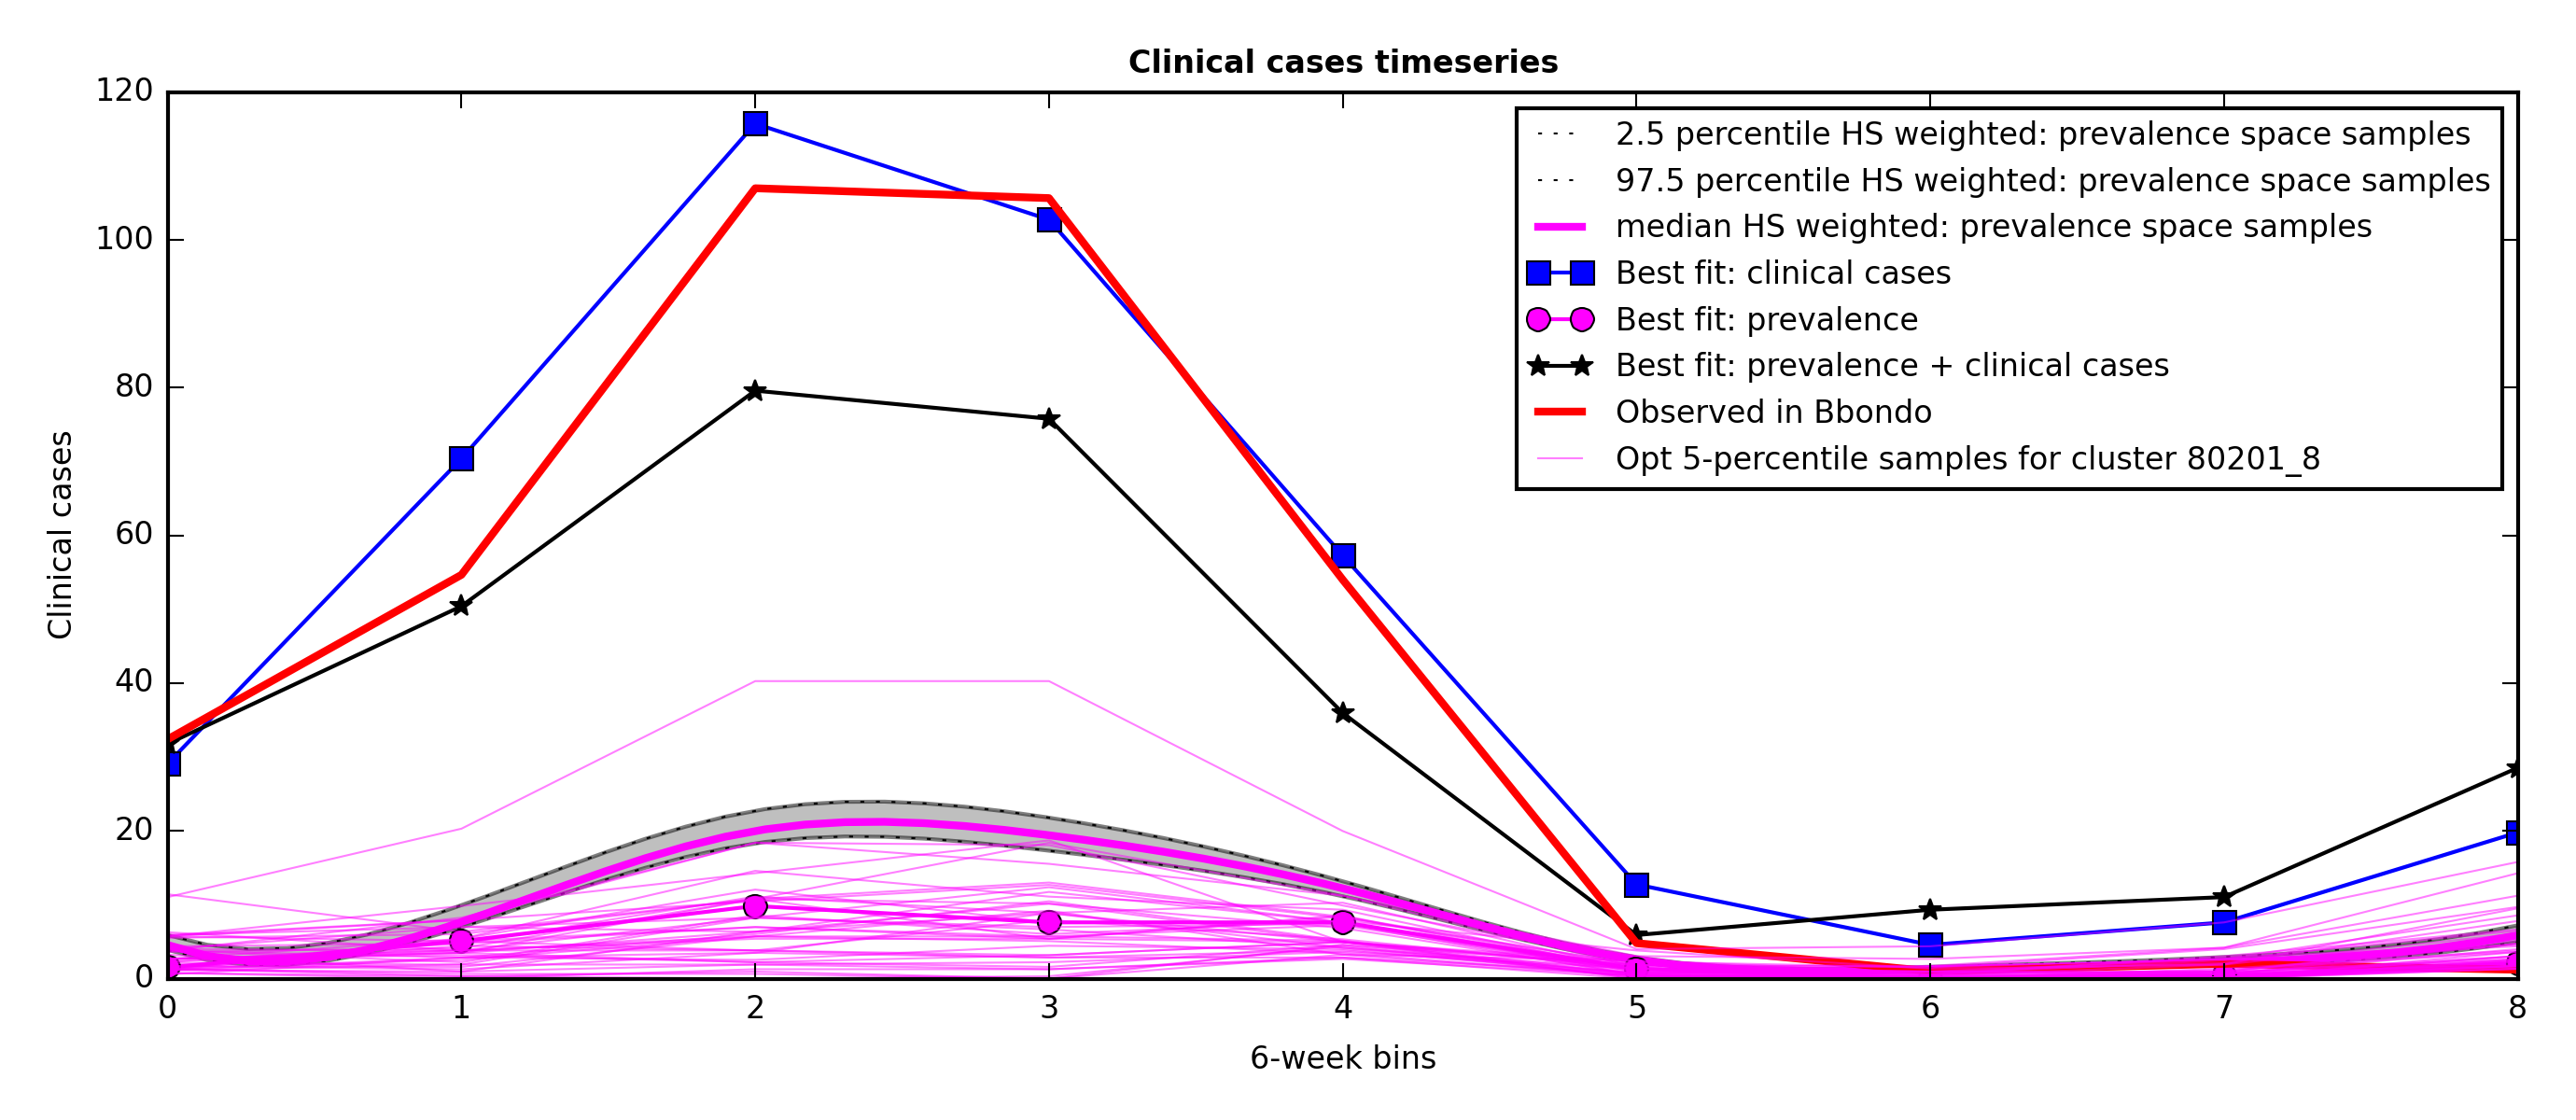 Clinical cases timeseries
120
100
80
60
40
20
0
Clinical cases
2.5 percentile HS weighted: prevalence space samples
97.5 percentile HS weighted: prevalence space samples
median HS weighted: prevalence space samples
Best fit: clinical cases
Best fit: prevalence
Best fit: prevalence + clinical cases
Observed in Bbondo
Opt 5-percentile samples for cluster 80201_8
0 1 2 3 4 5 6 7 8
6-week bins